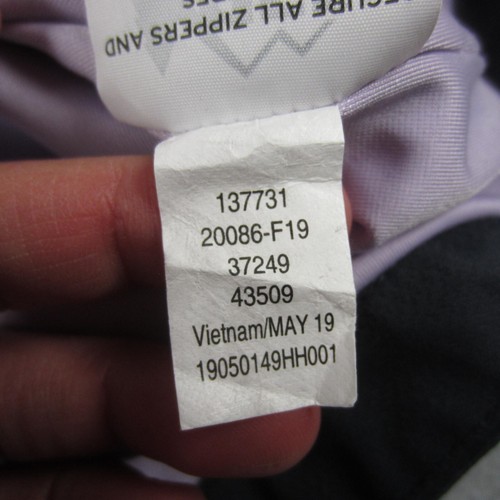 SECURE ALL ZIPPERS AND
137731
20086-F19
37249
43509
Vietnam/MAY 19
19050149HH001